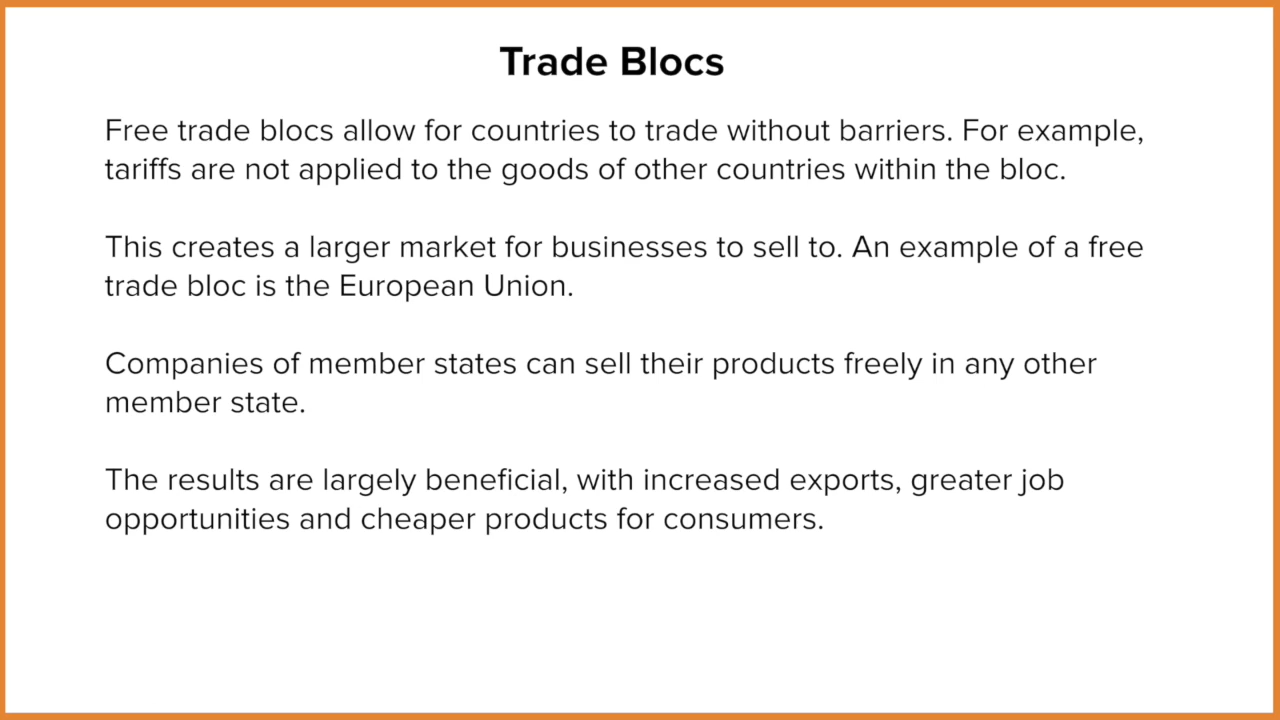 Trade Blocs
Free trade blocs allow for countries to trade without barriers. For example,
tariffs are not applied to the goods of other countries within the bloc.
This creates a larger market for businesses to sell to. An example of a free
trade bloc is the European Union.
Companies of member states can sell their products freely in any other
member state.
The results are largely beneficial, with increased exports, greater job
opportunities and cheaper products for consumers.